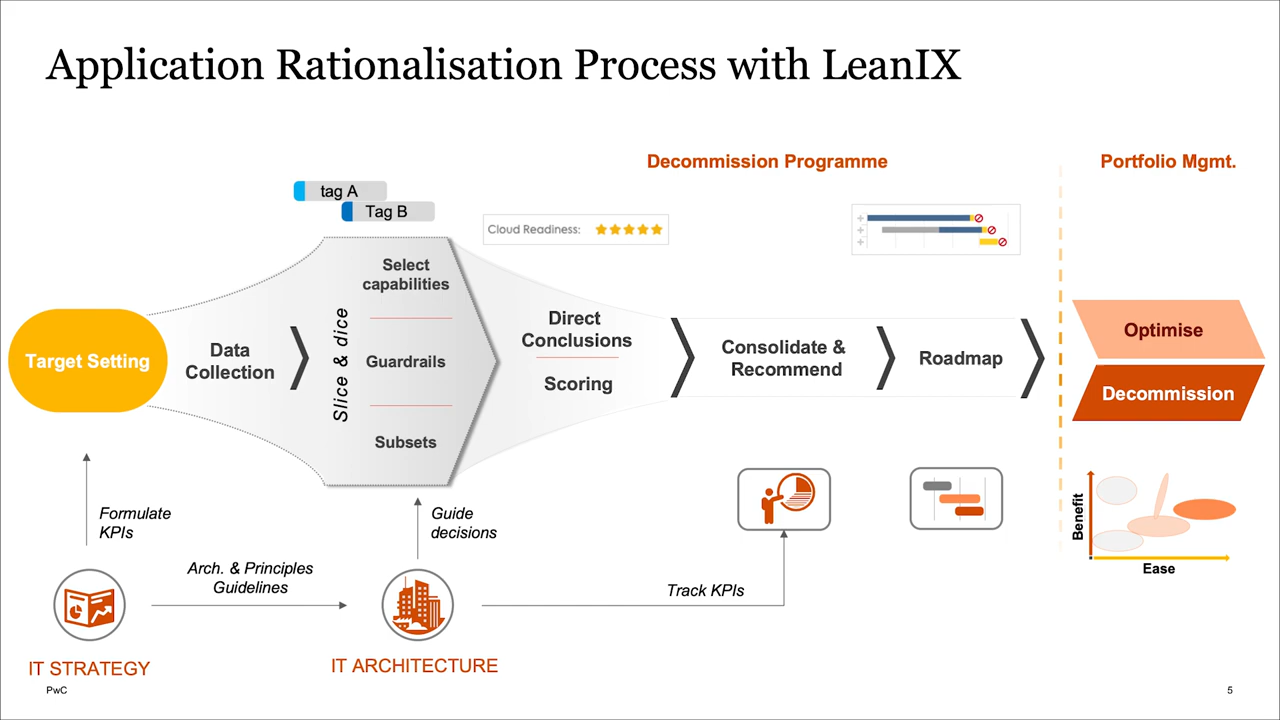 Application Rationalisation Process with LeanIX
Decommission Programme
Portfolio Mgmt.
tag A
Tag B
Cloud Readiness:
Select
capabilities
Slice & dice
Guardrails
Subsets
Target Setting
Data
Collection
Direct
Conclusions
Scoring
Consolidate &
Recommend
Roadmap
Optimise
Decommission
Formulate
KPIs
Guide
decisions
Arch. & Principles
Guidelines
Track KPIs
Benefit
Ease
IT STRATEGY
IT ARCHITECTURE
PwC
5